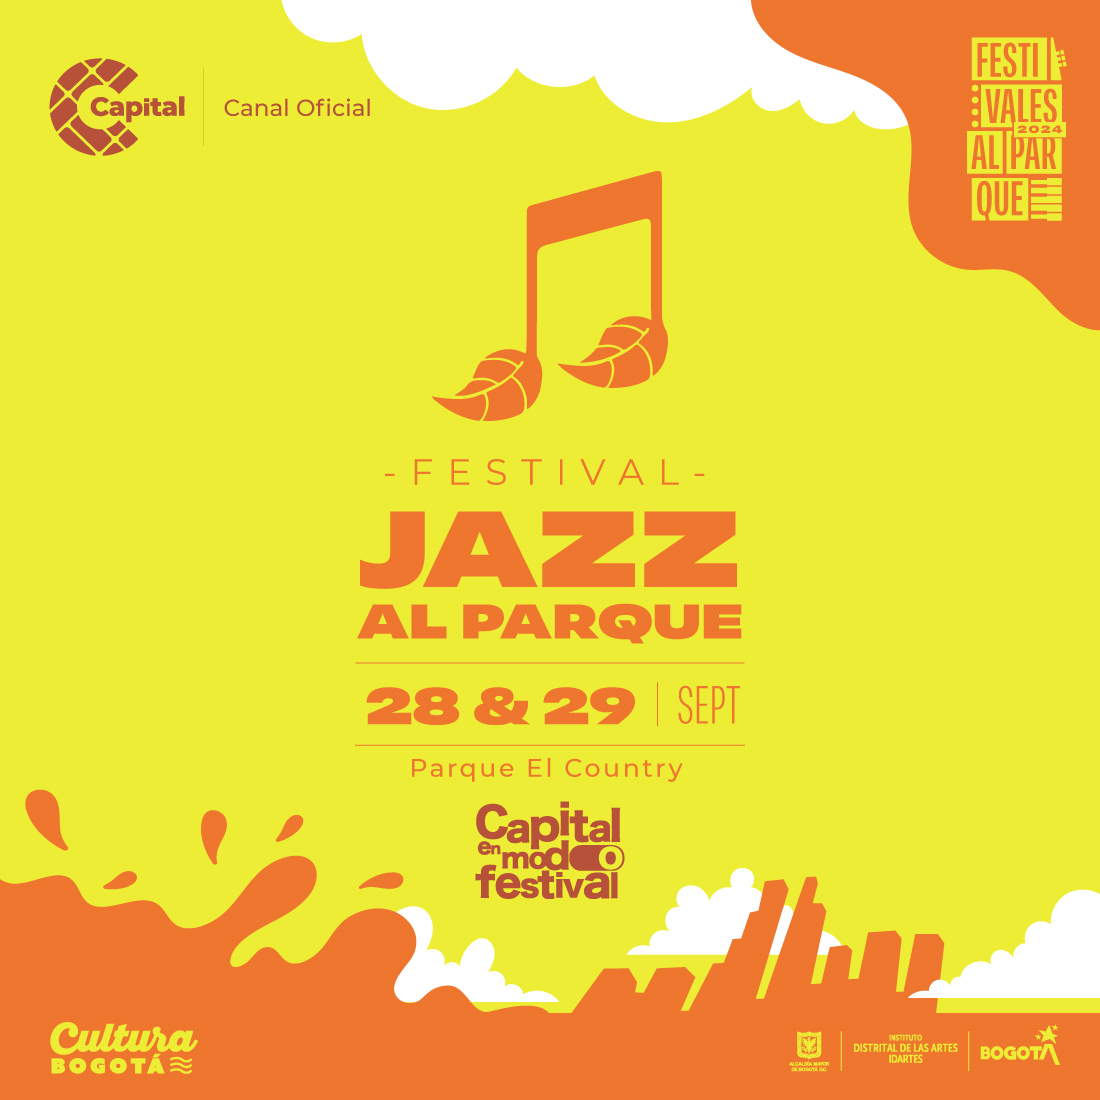 Capital
Canal Oficial
FESTI
VALES
2024
AL PAR
QUE
- FESTIVAL -
JAZZ
AL PARQUE
28 & 29 SEPT
Parque El Country
Capital
en modo
festival
Cultura
BOGOTÁ
ALCALDÍA MAYOR
DE BOGOTÁ D.C.
INSTITUTO
DISTRITAL DE LAS ARTES
IDARTES
BOGOTÁ